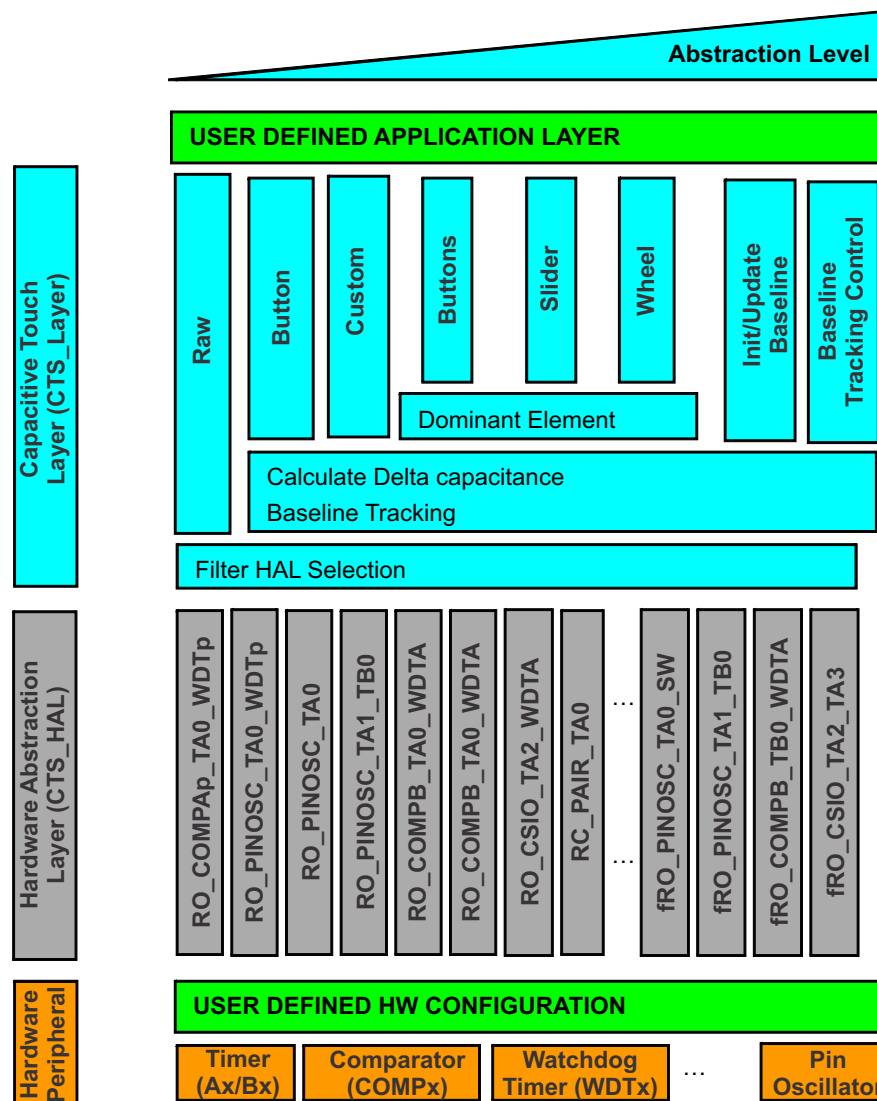 Abstraction Level
USER DEFINED APPLICATION LAYER
Capacitive Touch
Layer (CTS_Layer)
Raw
Button
Custom
Buttons
Slider
Wheel
Init/Update
Baseline
Baseline
Tracking Control
Dominant Element
Calculate Delta capacitance
Baseline Tracking
Filter HAL Selection
Hardware Abstraction
Layer (CTS_HAL)
RO_COMPAp_TA0_WDTp
RO_PINOSC_TA0_WDTp
RO_PINOSC_TA0
RO_PINOSC_TA1_TB0
RO_COMPB_TA0_WDTA
RO_COMPB_TA0_WDTA
RO_CSIO_TA2_WDTA
RC_PAIR_TA0
...
...
fRO_PINOSC_TA0_SW
fRO_PINOSC_TA1_TB0
fRO_COMPB_TB0_WDTA
fRO_CSIO_TA2_TA3
Hardware
Peripheral
USER DEFINED HW CONFIGURATION
Timer
(Ax/Bx)
Comparator
(COMPx)
Watchdog
Timer (WDTx)
...
Pin
Oscillator